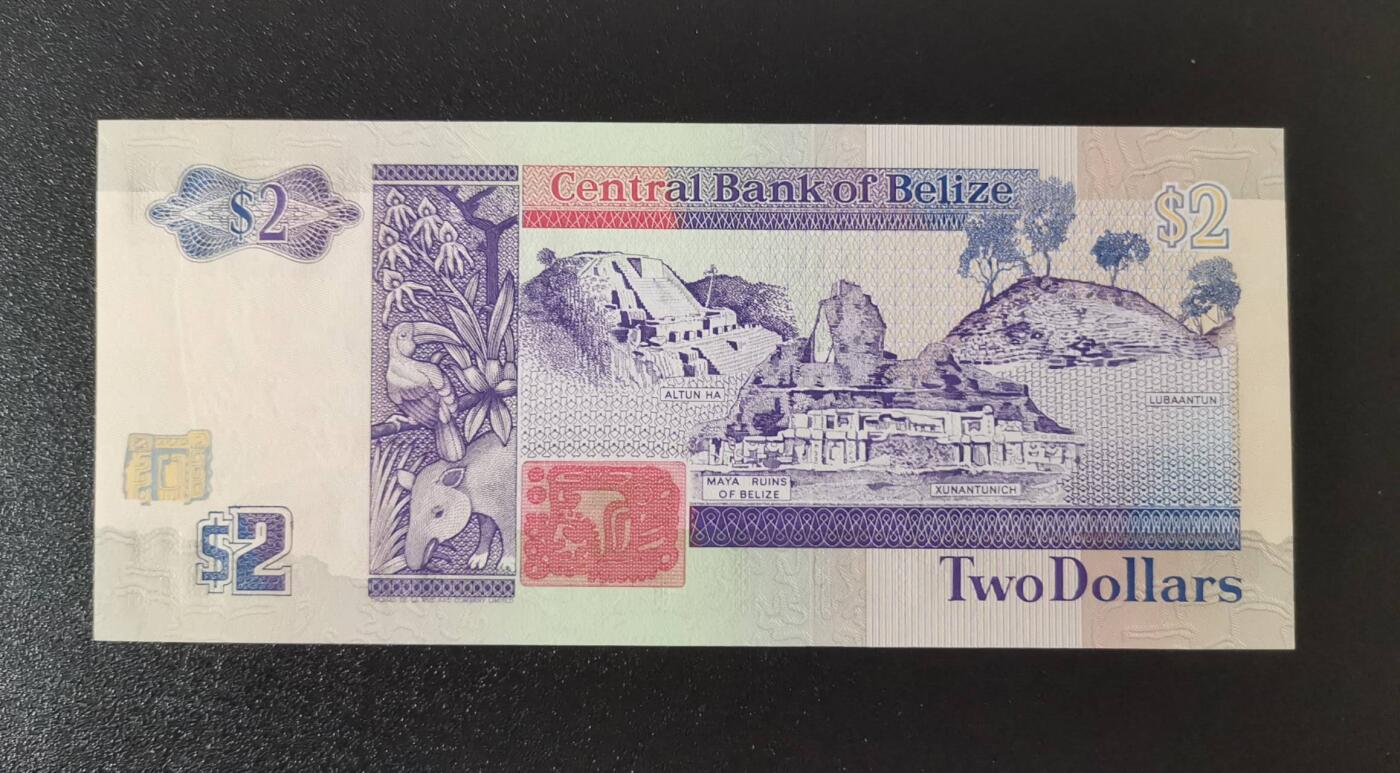 $2
Central Bank of Belize
$2
ALTUN HA
LUBAANTUN
MAYA RUINS
OF BELIZE
XUNANTUNICH
$2
Two Dollars